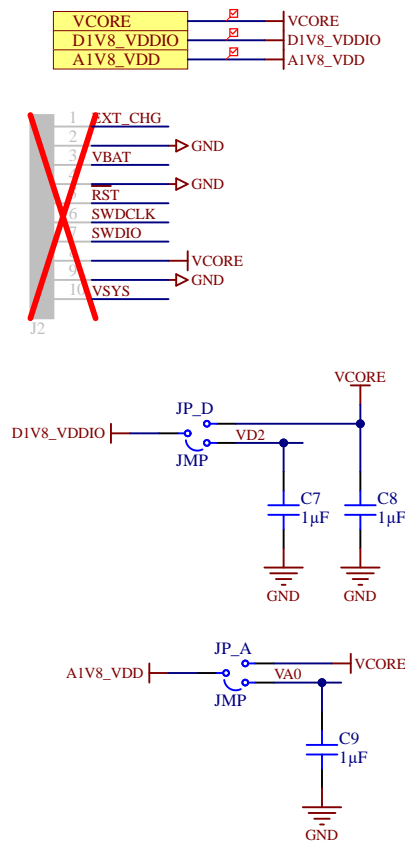 VCORE VCORE
D1V8_VDDIO D1V8_VDDIO
A1V8_VDD A1V8_VDD
1 EXT_CHG
2 GND
3 VBAT
4 GND
5 RST
6 SWDCLK
7 SWDIO
VCORE
9 GND
10 VSYS
J2
VCORE
JP_D
D1V8_VDDIO VD2
JMP
C7 C8
1µF 1µF
GND GND
JP_A
VCORE
A1V8_VDD VA0
JMP
C9
1µF
GND